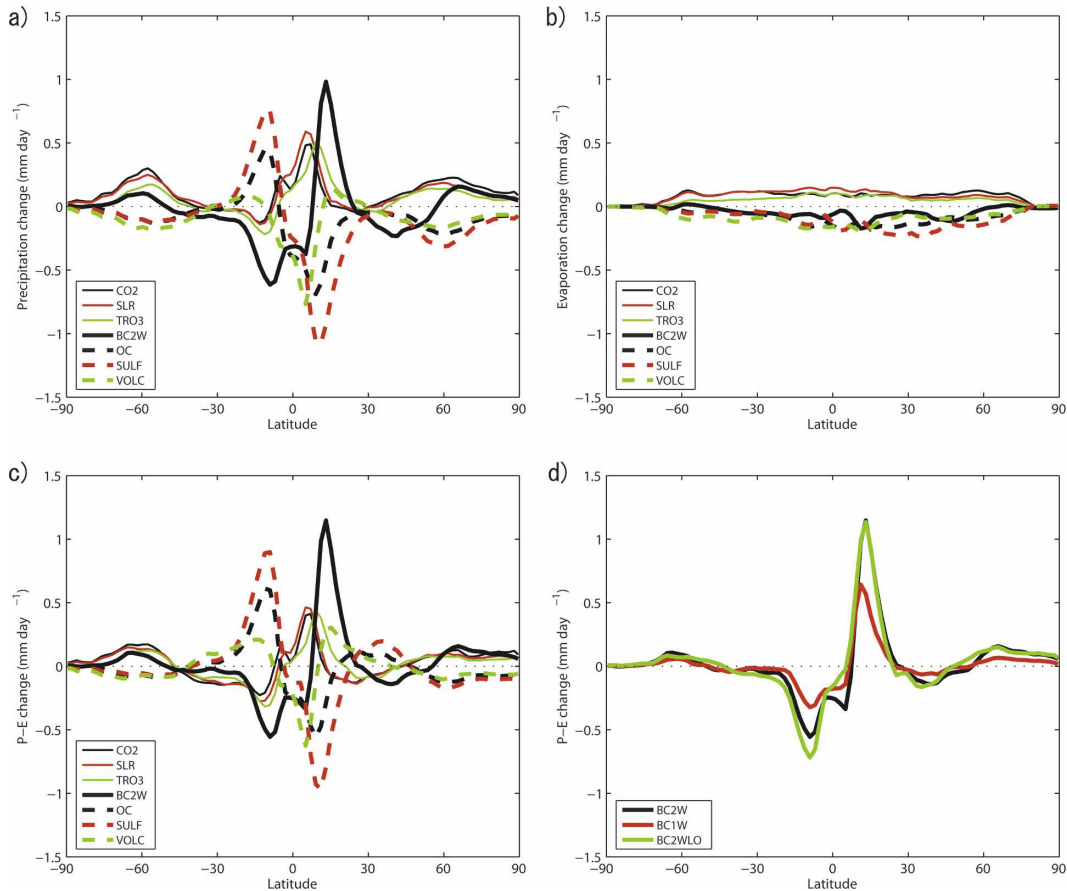 a)
Precipitation change (mm day −1)
1.5
1
0.5
0
−0.5
−1
−1.5
CO2
SLR
TRO3
BC2W
OC
SULF
VOLC
−90 −60 −30 0 30 60 90
Latitude
b)
Evaporation change (mm day −1)
1.5
1
0.5
0
−0.5
−1
−1.5
CO2
SLR
TRO3
BC2W
OC
SULF
VOLC
−90 −60 −30 0 30 60 90
Latitude
c)
P−E change (mm day −1)
1.5
1
0.5
0
−0.5
−1
−1.5
CO2
SLR
TRO3
BC2W
OC
SULF
VOLC
−90 −60 −30 0 30 60 90
Latitude
d)
P−E change (mm day −1)
1.5
1
0.5
0
−0.5
−1
−1.5
BC2W
BC1W
BC2WLO
−90 −60 −30 0 30 60 90
Latitude